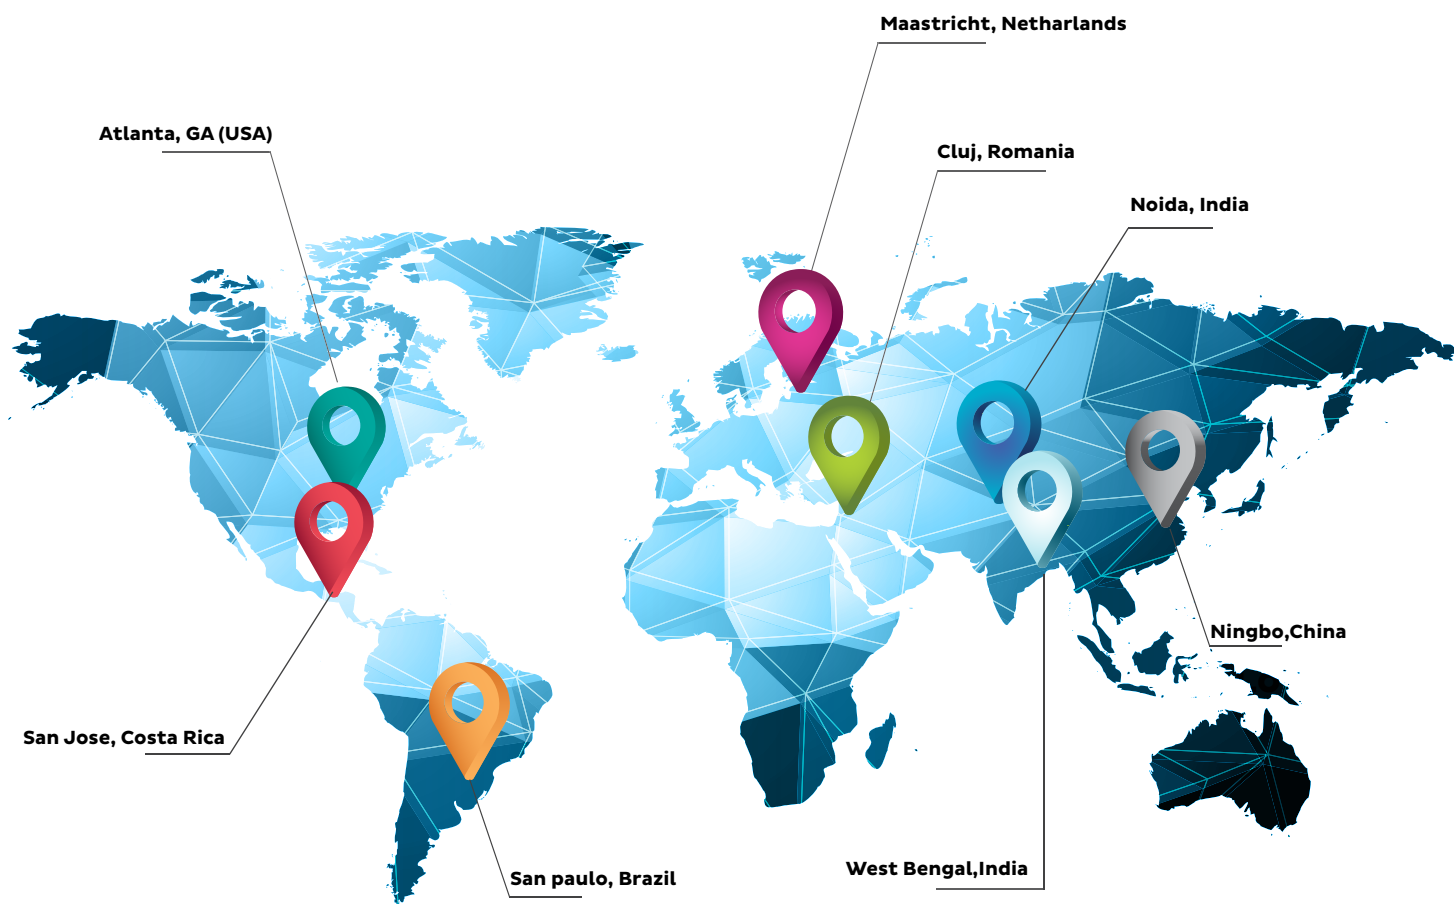 Maastricht, Netharlands
Atlanta, GA (USA)
Cluj, Romania
Noida, India
Ningbo,China
San Jose, Costa Rica
West Bengal,India
San paulo, Brazil